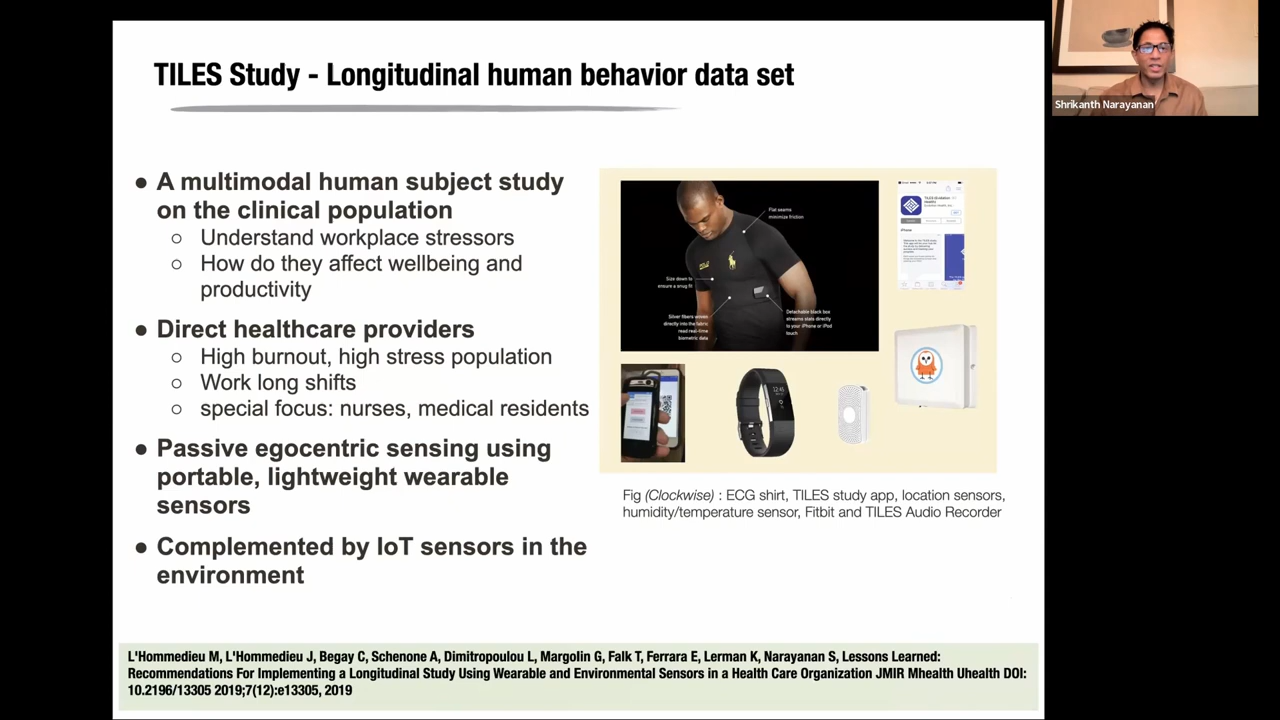 TILES Study - Longitudinal human behavior data set
Shrikanth Narayanan
● A multimodal human subject study
on the clinical population
○ Understand workplace stressors
○ How do they affect wellbeing and
productivity
● Direct healthcare providers
○ High burnout, high stress population
○ Work long shifts
○ special focus: nurses, medical residents
● Passive egocentric sensing using
portable, lightweight wearable
sensors
● Complemented by IoT sensors in the
environment
Flat seams
minimize friction
Size down to
ensure a snug fit
Silver fibers woven
directly into the fabric
read real-time
biometric data
Detachable black box
streams stats directly
to your iPhone or iPod
touch
12:45
Fig (Clockwise) : ECG shirt, TILES study app, location sensors,
humidity/temperature sensor, Fitbit and TILES Audio Recorder
L'Hommedieu M, L'Hommedieu J, Begay C, Schenone A, Dimitropoulou L, Margolin G, Falk T, Ferrara E, Lerman K, Narayanan S, Lessons Learned:
Recommendations For Implementing a Longitudinal Study Using Wearable and Environmental Sensors in a Health Care Organization JMIR Mhealth Uhealth DOI:
10.2196/13305 2019;7(12):e13305, 2019